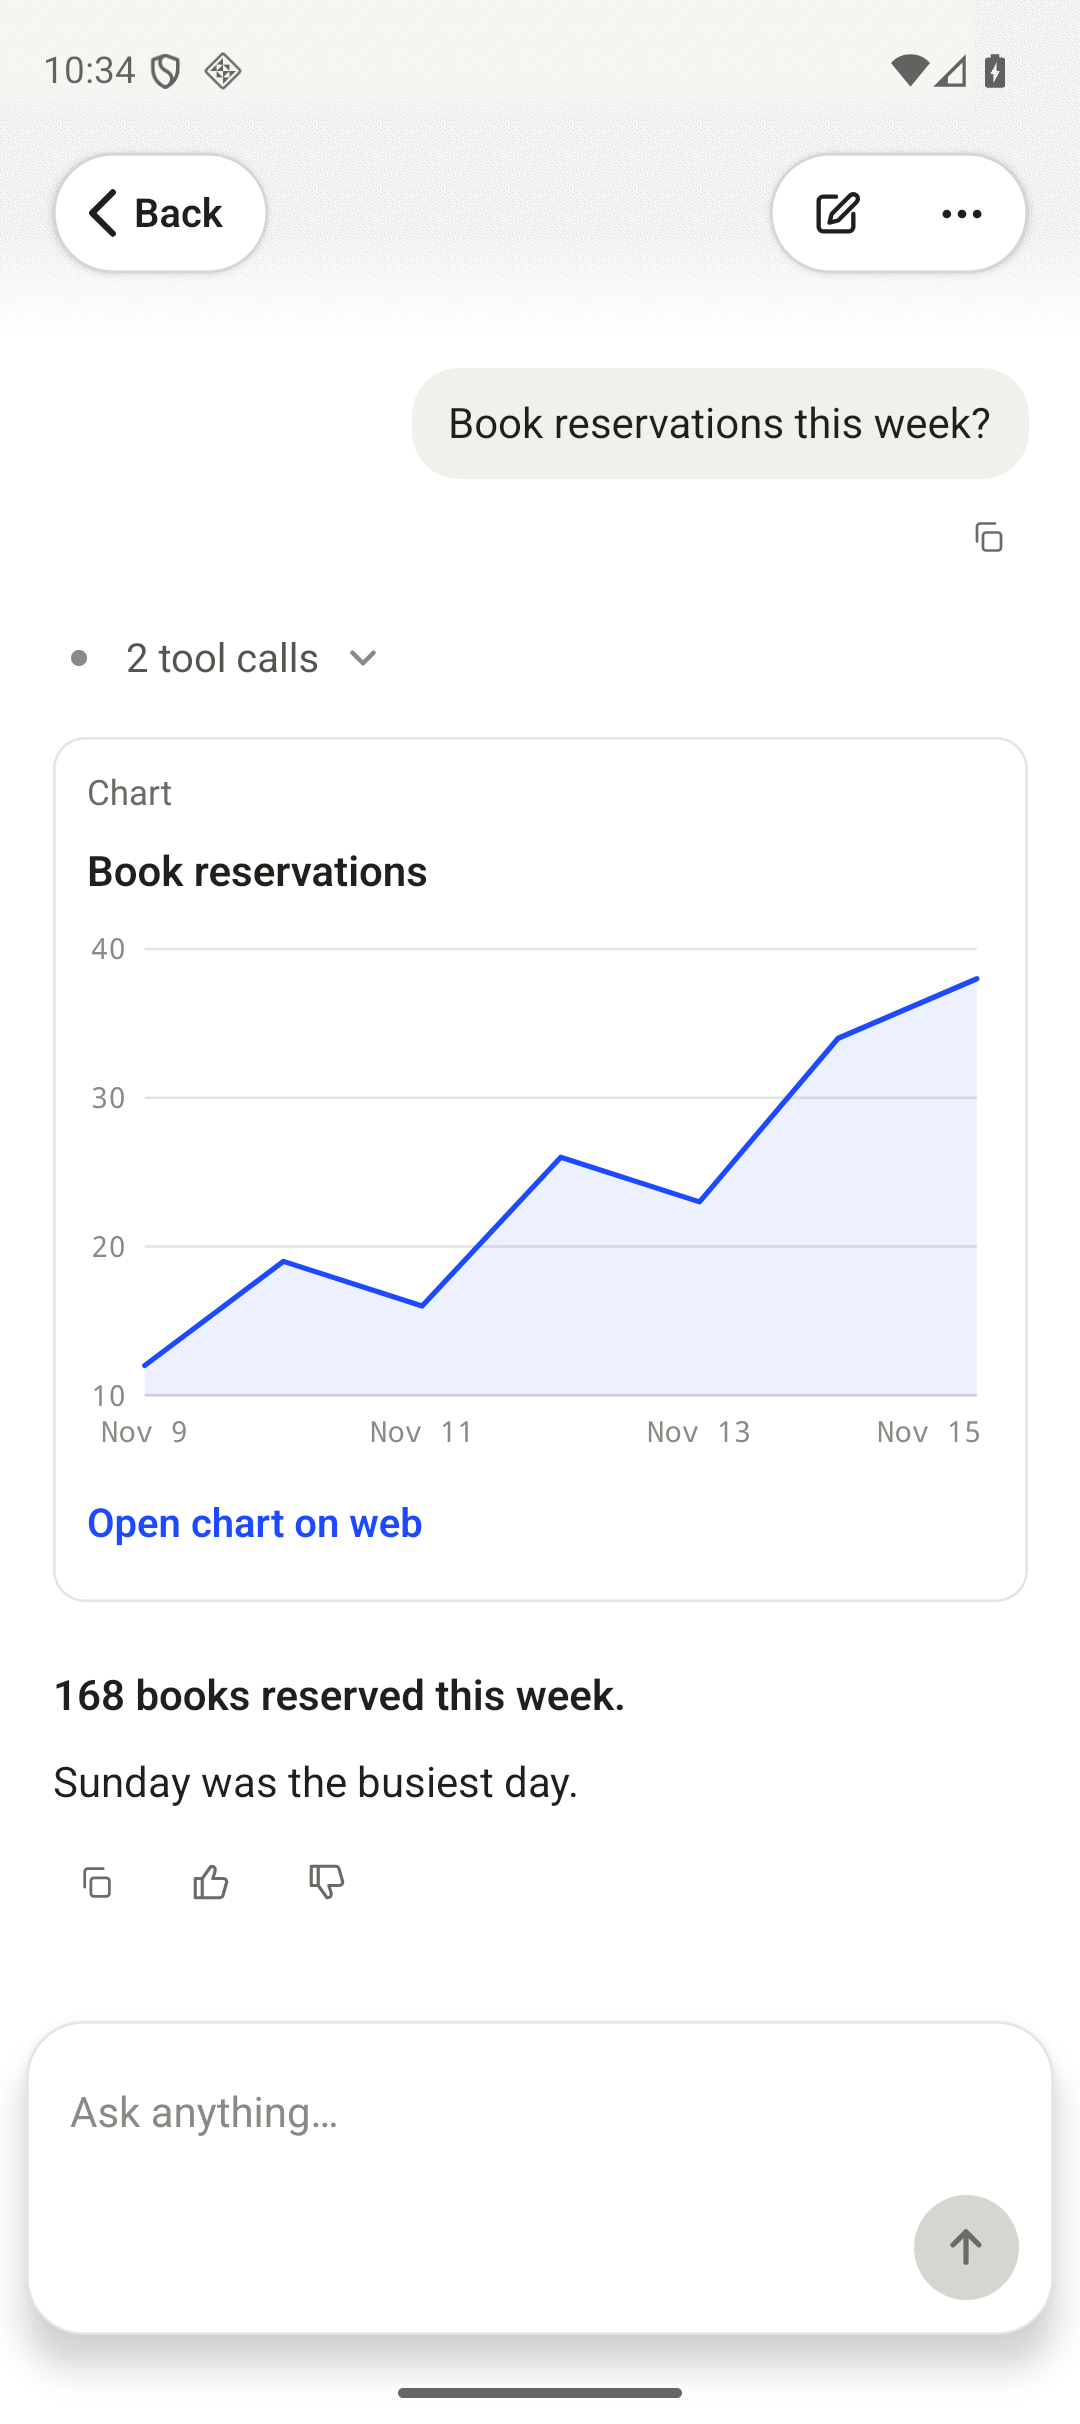 10:34
Back
Book reservations this week?
2 tool calls
Chart
Book reservations
40
30
20
10
Nov 9 Nov 11 Nov 13 Nov 15
Open chart on web
168 books reserved this week.
Sunday was the busiest day.
Ask anything…